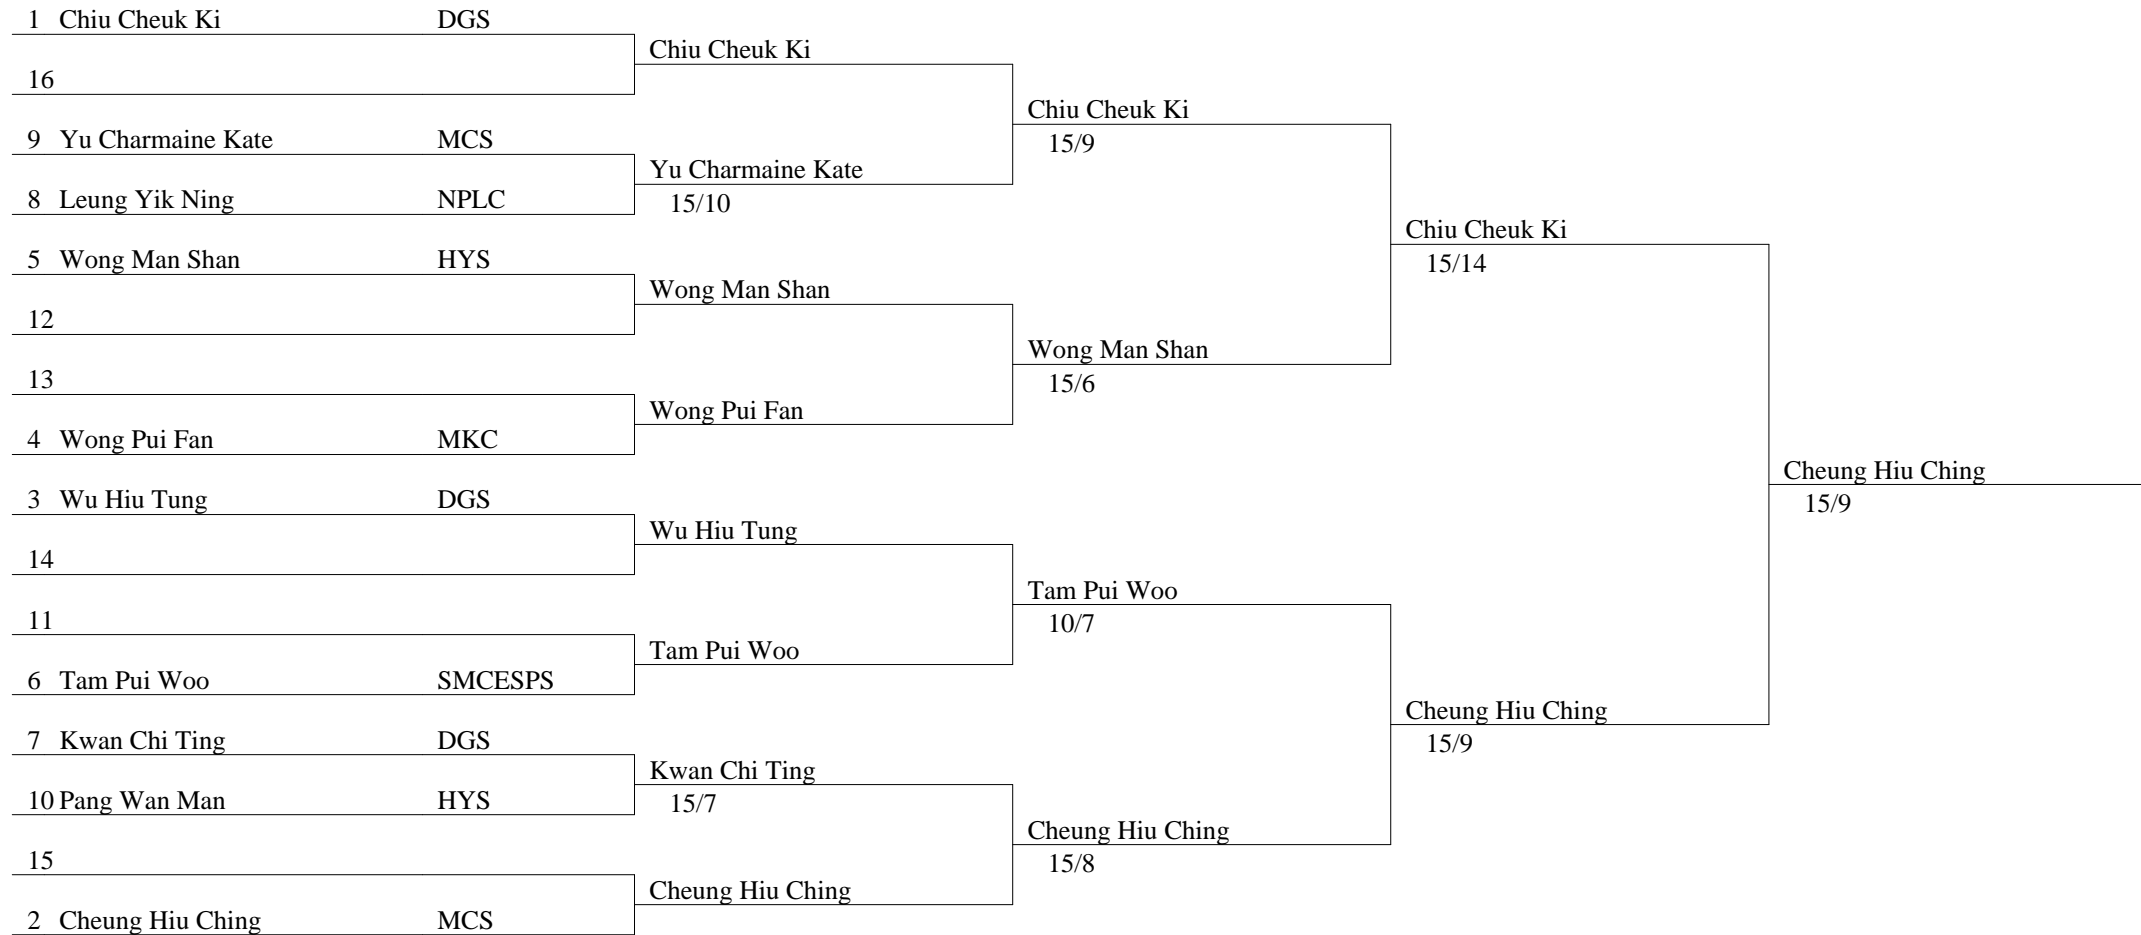 1 Chiu Cheuk Ki DGS
Chiu Cheuk Ki
16
Chiu Cheuk Ki
15/9
9 Yu Charmaine Kate MCS
Yu Charmaine Kate
15/10
8 Leung Yik Ning NPLC
Chiu Cheuk Ki
15/14
5 Wong Man Shan HYS
Wong Man Shan
12
Wong Man Shan
15/6
13
Wong Pui Fan
4 Wong Pui Fan MKC
Cheung Hiu Ching
15/9
3 Wu Hiu Tung DGS
Wu Hiu Tung
14
Tam Pui Woo
10/7
11
Tam Pui Woo
6 Tam Pui Woo SMCESPS
Cheung Hiu Ching
15/9
7 Kwan Chi Ting DGS
Kwan Chi Ting
15/7
10 Pang Wan Man HYS
Cheung Hiu Ching
15/8
15
Cheung Hiu Ching
2 Cheung Hiu Ching MCS